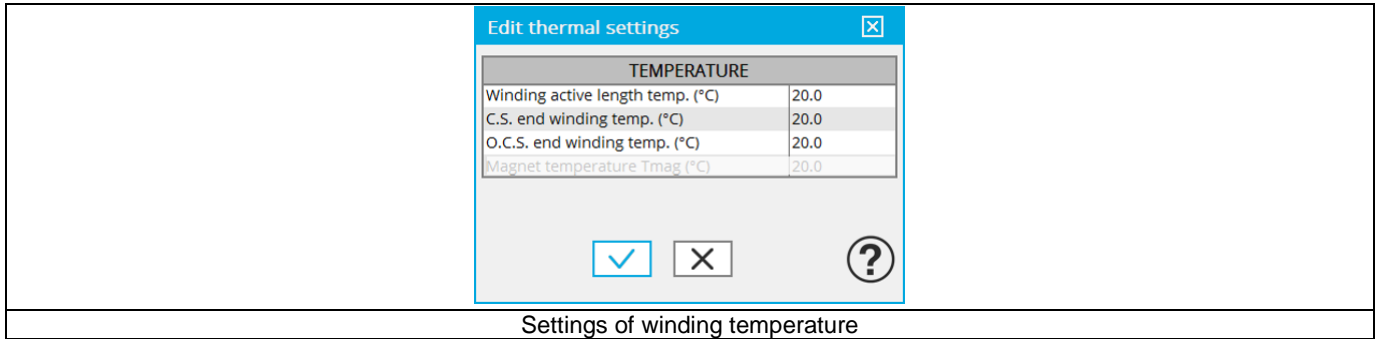 Edit thermal settings
TEMPERATURE
Winding active length temp. (°C) 20.0
C.S. end winding temp. (°C) 20.0
O.C.S. end winding temp. (°C) 20.0
Magnet temperature Tmag (°C) 20.0
?
Settings of winding temperature